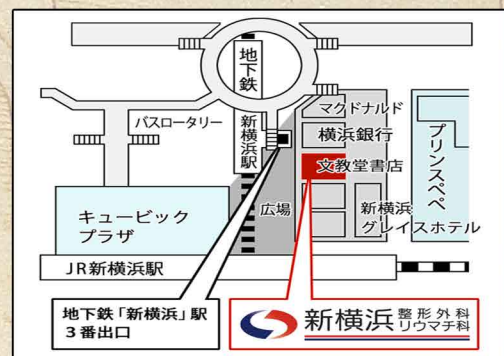 地下鉄
新横浜駅
バスロータリー
マクドナルド
横浜銀行
文教堂書店
プリンスペペ
広場
新横浜
グレイスホテル
キュービック
プラザ
JR新横浜駅
地下鉄「新横浜」駅
3番出口
新横浜 整形外科
リウマチ科